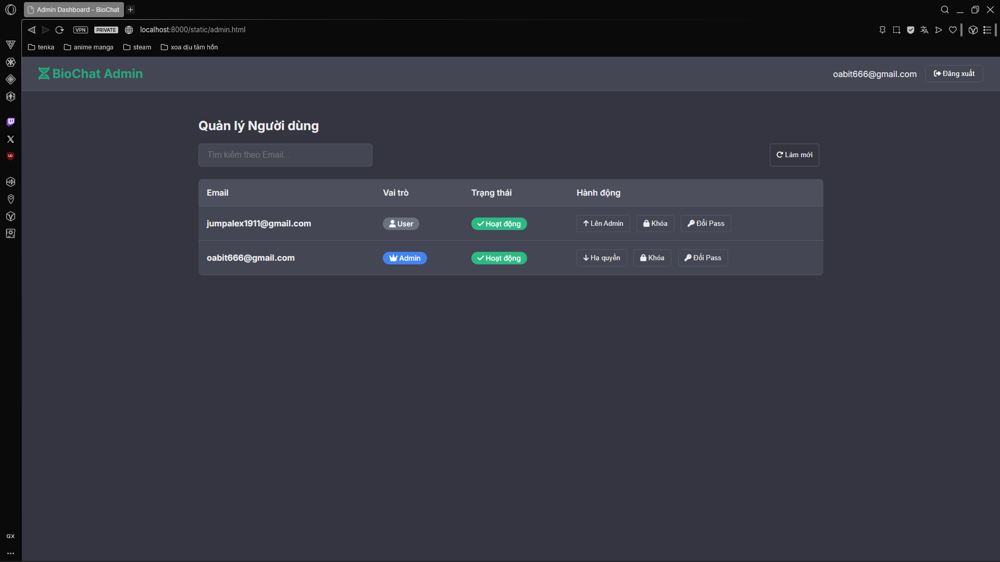 Admin Dashboard - BioChat
VPN PRIVATE localhost:8000/static/admin.html
tenka anime manga steam xoa dịu tâm hồn
BioChat Admin oabit666@gmail.com Đăng xuất
Quản lý Người dùng
Tìm kiếm theo Email... Làm mới
Email Vai trò Trạng thái Hành động
jumpalex1911@gmail.com User Hoạt động Lên Admin Khóa Đổi Pass
oabit666@gmail.com Admin Hoạt động Hạ quyền Khóa Đổi Pass
GX